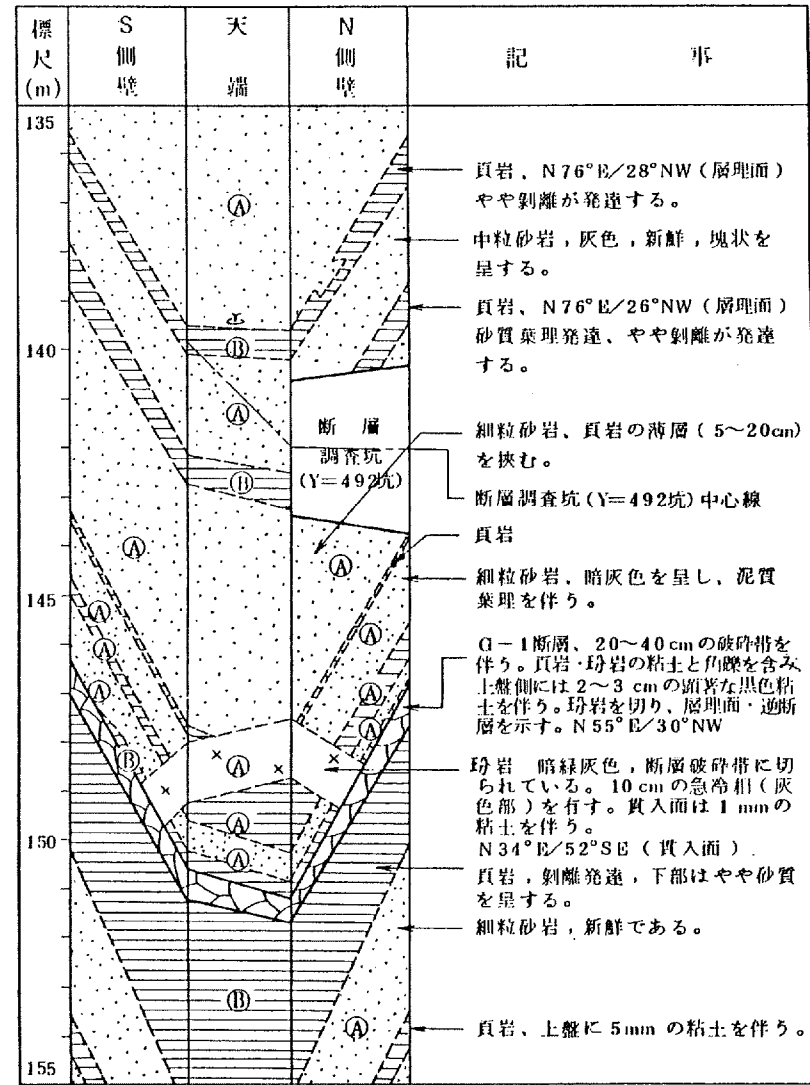 標尺(m)
S側壁
天端
N側壁
記事
135
140
145
150
155
Ⓐ
Ⓑ
Ⓐ
Ⓑ
断層
調査坑
(Y=492坑)
Ⓐ
Ⓐ
Ⓐ
Ⓐ
Ⓐ
Ⓐ
Ⓐ
Ⓐ
Ⓑ
Ⓐ
Ⓐ
Ⓐ
Ⓑ
Ⓐ
頁岩、N76°E/28°NW(層理面)
やや剝離が発達する。
中粒砂岩,灰色,新鮮,塊状を
呈する。
頁岩、N76°E/26°NW(層理面)
砂質葉理発達、やや剝離が発達
する。
細粒砂岩、頁岩の薄層(5~20cm)
を挾む。
断層調査坑(Y=492坑)中心線
頁岩
細粒砂岩、暗灰色を呈し、泥質
葉理を伴う。
G-1断層、20~40cmの破砕帯を
伴う。頁岩・玢岩の粘土と角礫を含み、
上盤側には2~3cmの顕著な黒色粘
土を伴う。玢岩を切り、層理面・逆断
層を示す。N55°E/30°NW
玢岩 暗緑灰色,断層破砕帯に切
られている。10cmの急冷相(灰
色部)を有す。貫入面は1mmの
粘土を伴う。
N34°E/52°SE(貫入面)
頁岩,剝離発達,下部はやや砂質
を呈する。
細粒砂岩,新鮮である。
頁岩、上盤に5mmの粘土を伴う。